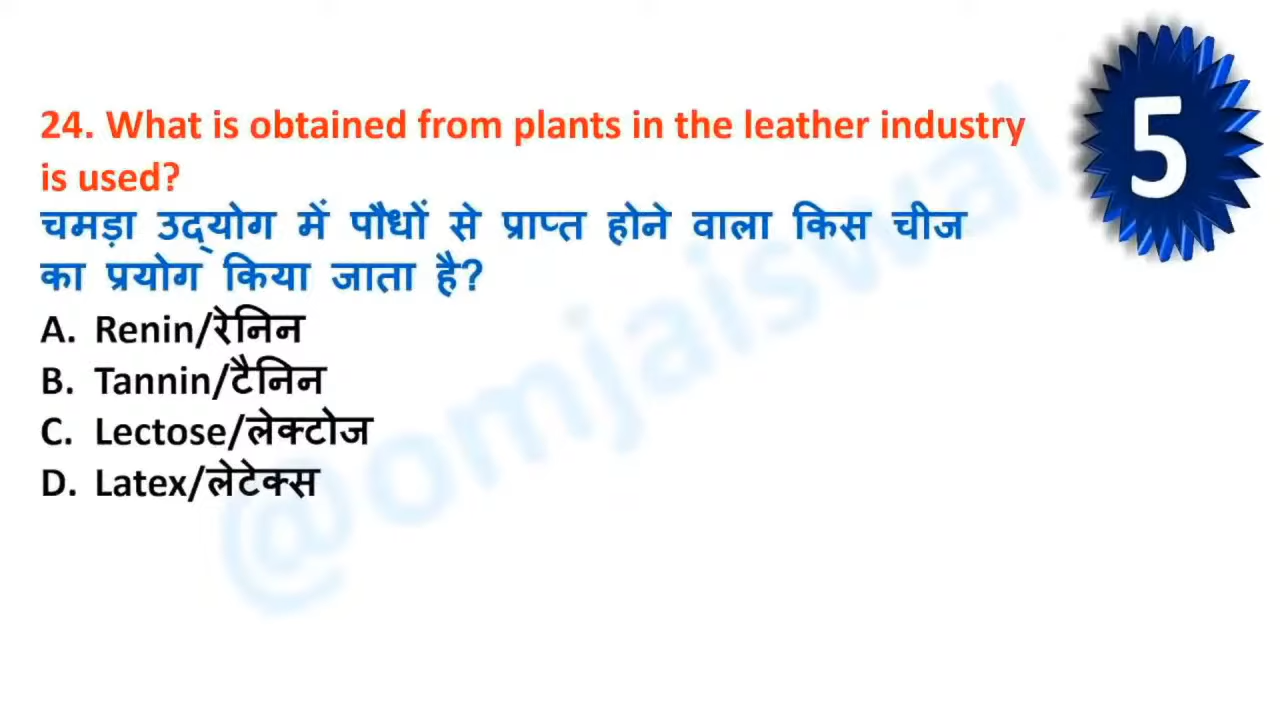 24. What is obtained from plants in the leather industry
is used?
चमड़ा उद्योग में पौधों से प्राप्त होने वाला किस चीज
का प्रयोग किया जाता है?
A. Renin/रेनिन
B. Tannin/टैनिन
C. Lectose/लेक्टोज
D. Latex/लेटेक्स
5
@omjaiswal